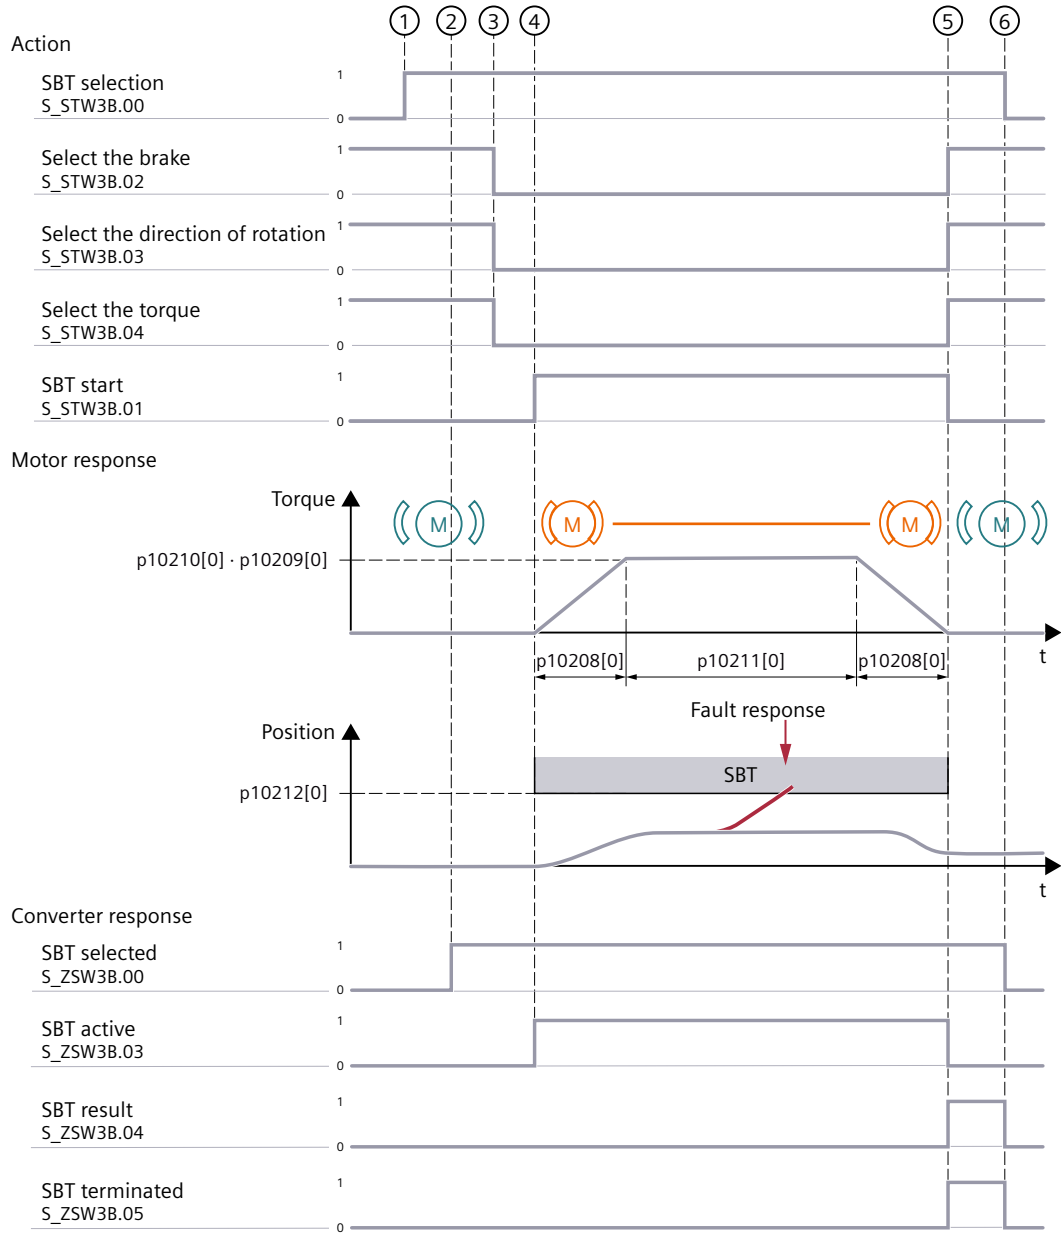 1 2 3 4 5 6
Action
SBT selection
S_STW3B.00
1
0
Select the brake
S_STW3B.02
1
0
Select the direction of rotation
S_STW3B.03
1
0
Select the torque
S_STW3B.04
1
0
SBT start
S_STW3B.01
1
0
Motor response
Torque
M M M M
p10210[0] · p10209[0]
t
p10208[0] p10211[0] p10208[0]
Fault response
Position
SBT
p10212[0]
t
Converter response
SBT selected
S_ZSW3B.00
1
0
SBT active
S_ZSW3B.03
1
0
SBT result
S_ZSW3B.04
1
0
SBT terminated
S_ZSW3B.05
1
0